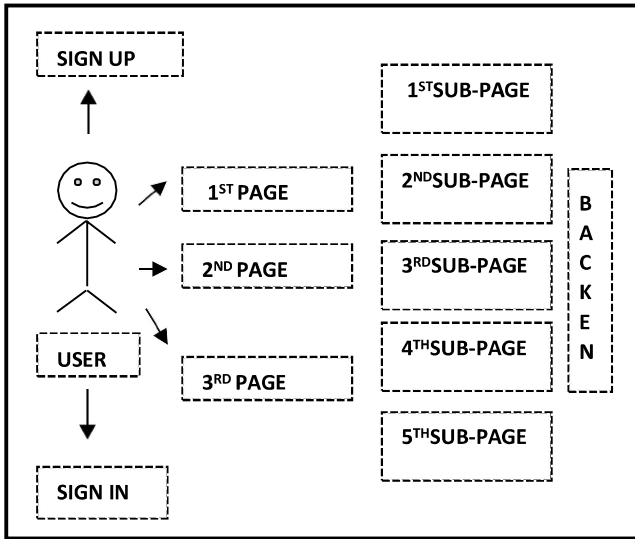 SIGN UP
1ST SUB-PAGE
1ST PAGE
2ND SUB-PAGE
2ND PAGE
3RD SUB-PAGE
USER
3RD PAGE
4TH SUB-PAGE
5TH SUB-PAGE
SIGN IN
B
A
C
K
E
N